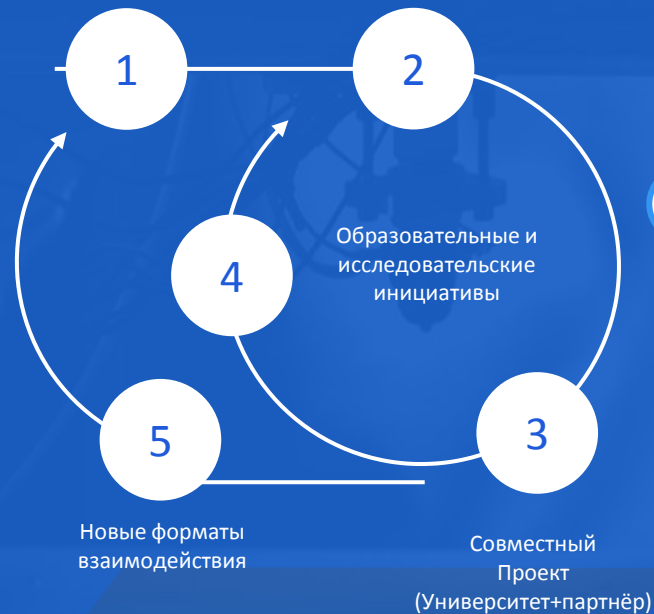 1
2
Образовательные и
исследовательские
инициативы
4
3
5
Новые форматы
взаимодействия
Совместный
Проект
(Университет+партнёр)